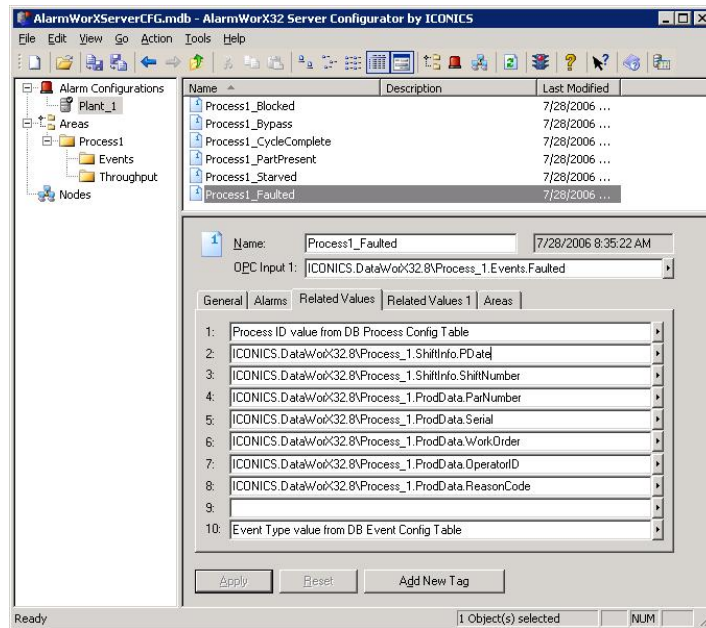 AlarmWorXServerCFG.mdb - AlarmWorX32 Server Configurator by ICONICS
File Edit View Go Action Tools Help
Alarm Configurations
Plant_1
Areas
Process1
Events
Throughput
Nodes
Name Description Last Modified
Process1_Blocked 7/28/2006 ...
Process1_Bypass 7/28/2006 ...
Process1_CycleComplete 7/28/2006 ...
Process1_PartPresent 7/28/2006 ...
Process1_Starved 7/28/2006 ...
Process1_Faulted 7/28/2006 ...
Name: Process1_Faulted 7/28/2006 8:35:22 AM
OPC Input 1: ICONICS.DataWorX32.8\Process_1.Events.Faulted
General Alarms Related Values Related Values 1 Areas
1: Process ID value from DB Process Config Table
2: ICONICS.DataWorX32.8\Process_1.ShiftInfo.PDate
3: ICONICS.DataWorX32.8\Process_1.ShiftInfo.ShiftNumber
4: ICONICS.DataWorX32.8\Process_1.ProdData.ParNumber
5: ICONICS.DataWorX32.8\Process_1.ProdData.Serial
6: ICONICS.DataWorX32.8\Process_1.ProdData.WorkOrder
7: ICONICS.DataWorX32.8\Process_1.ProdData.OperatorID
8: ICONICS.DataWorX32.8\Process_1.ProdData.ReasonCode
9:
10: Event Type value from DB Event Config Table
Apply Reset Add New Tag
Ready 1 Object(s) selected NUM